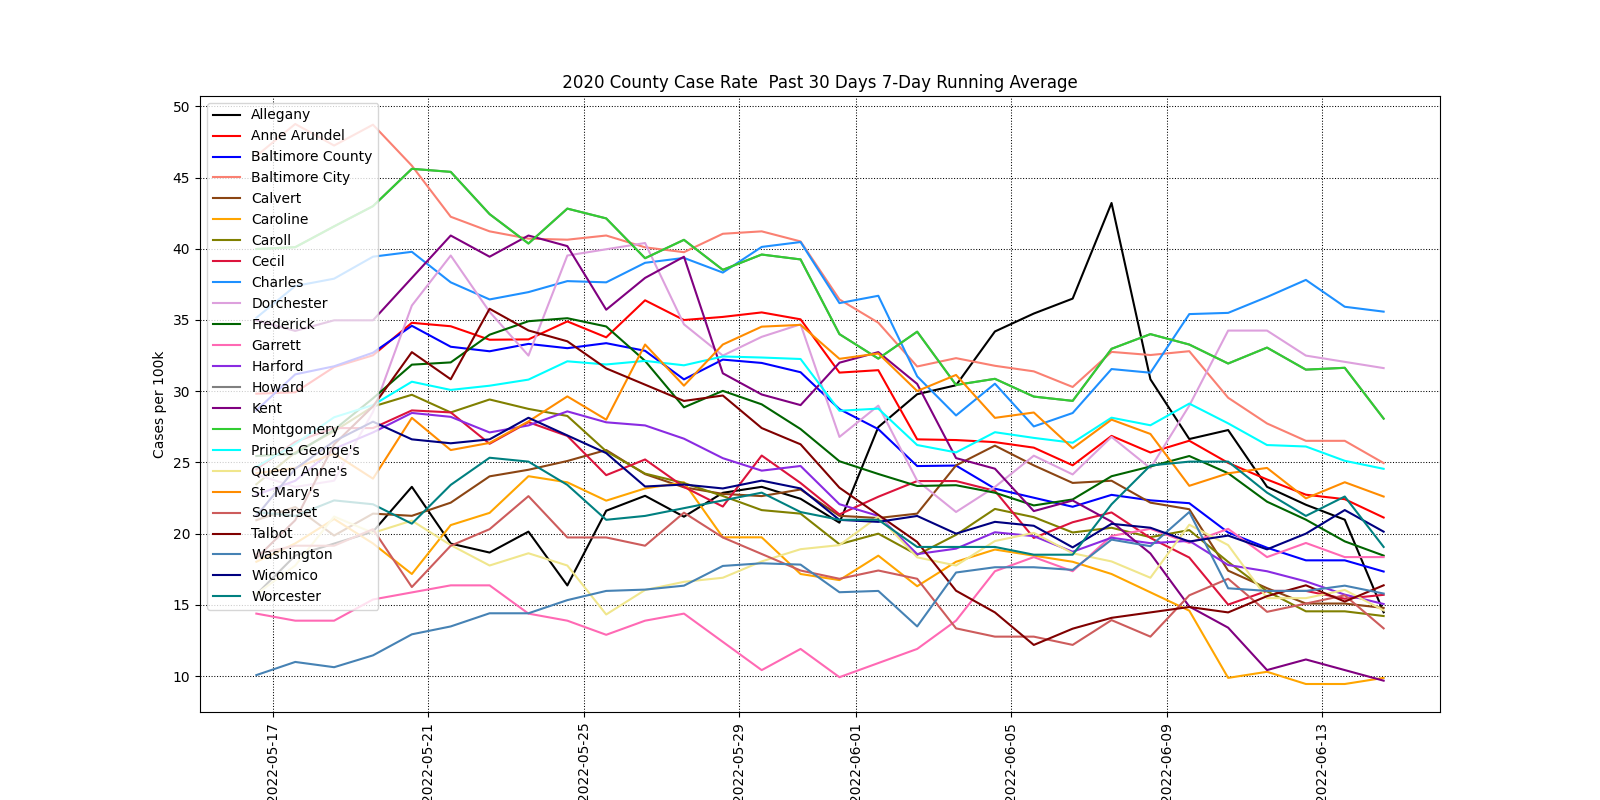 2020 County Case Rate  Past 30 Days 7-Day Running Average
Cases per 100k
50
45
40
35
30
25
20
15
10
Allegany
Anne Arundel
Baltimore County
Baltimore City
Calvert
Caroline
Caroll
Cecil
Charles
Dorchester
Frederick
Garrett
Harford
Howard
Kent
Montgomery
Prince George's
Queen Anne's
St. Mary's
Somerset
Talbot
Washington
Wicomico
Worcester
2022-05-17
2022-05-21
2022-05-25
2022-05-29
2022-06-01
2022-06-05
2022-06-09
2022-06-13